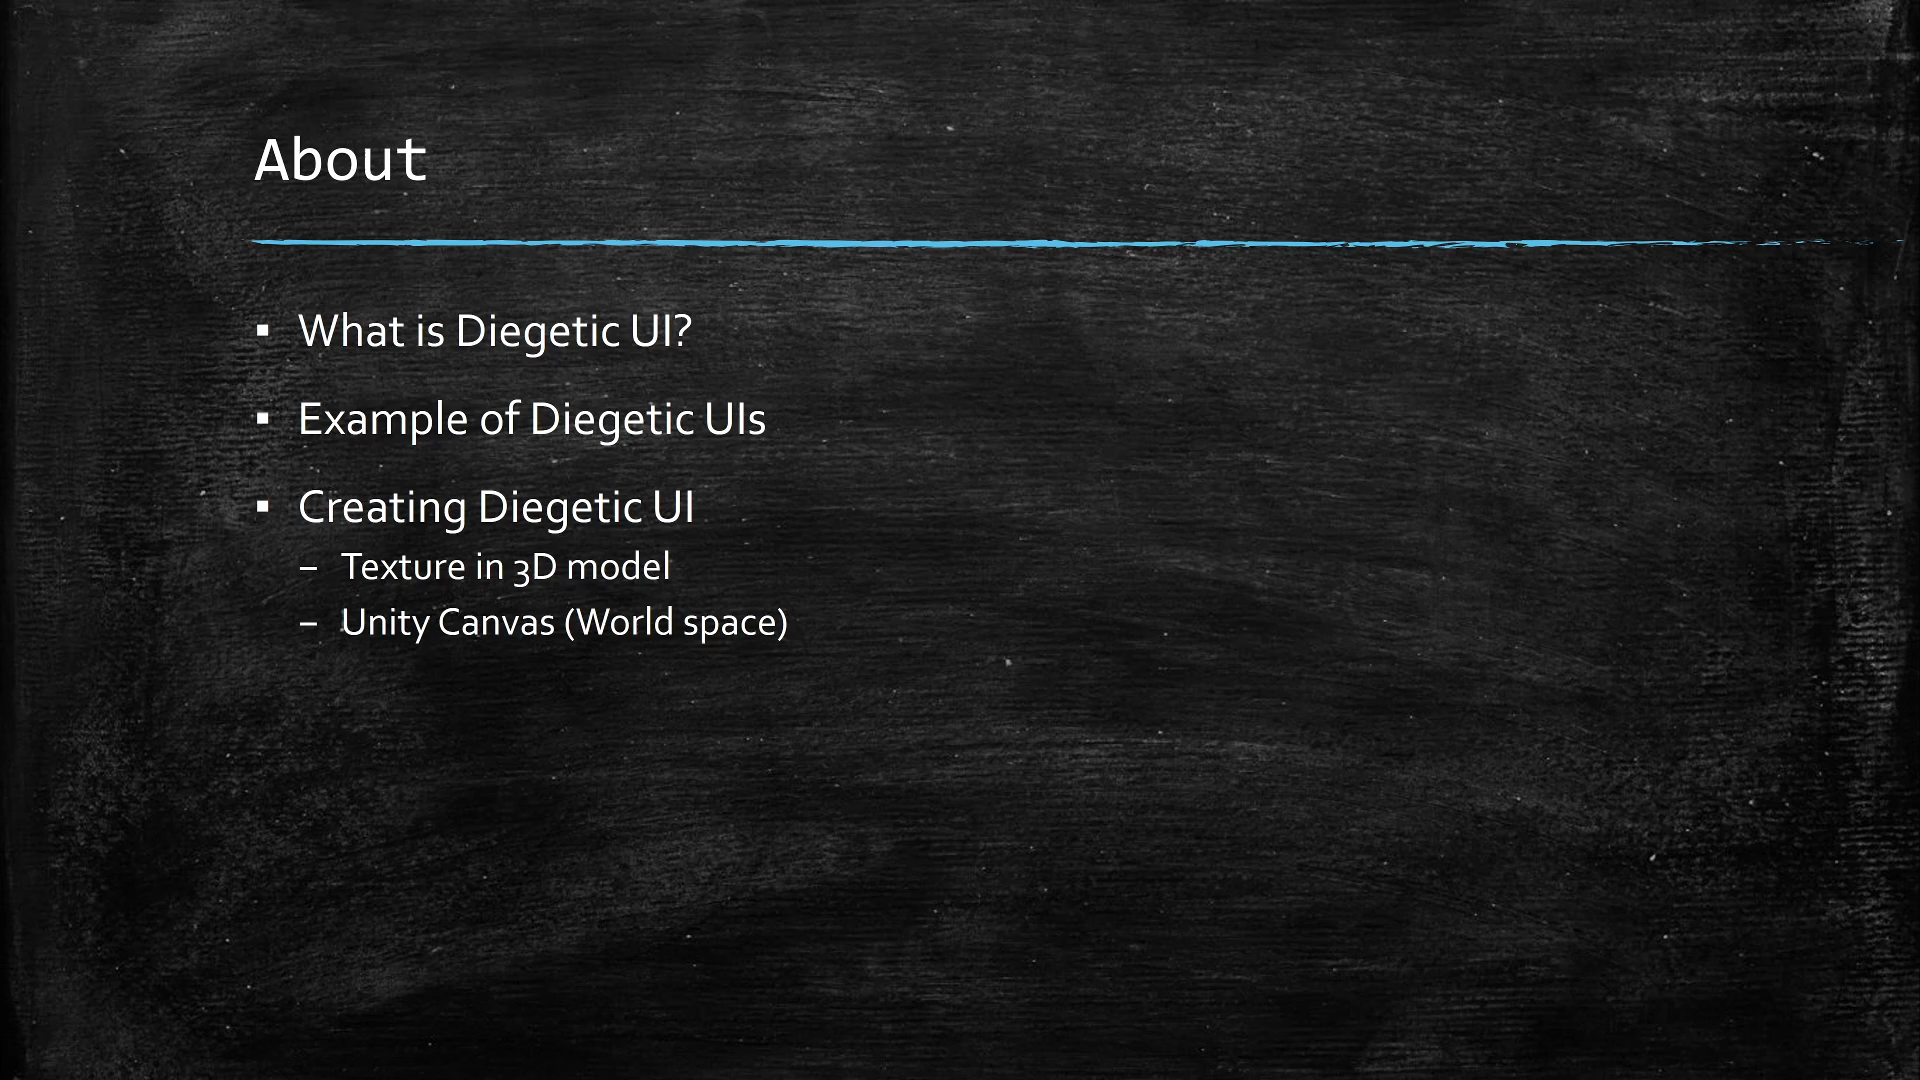 About
▪ What is Diegetic UI?
▪ Example of Diegetic UIs
▪ Creating Diegetic UI
– Texture in 3D model
– Unity Canvas (World space)